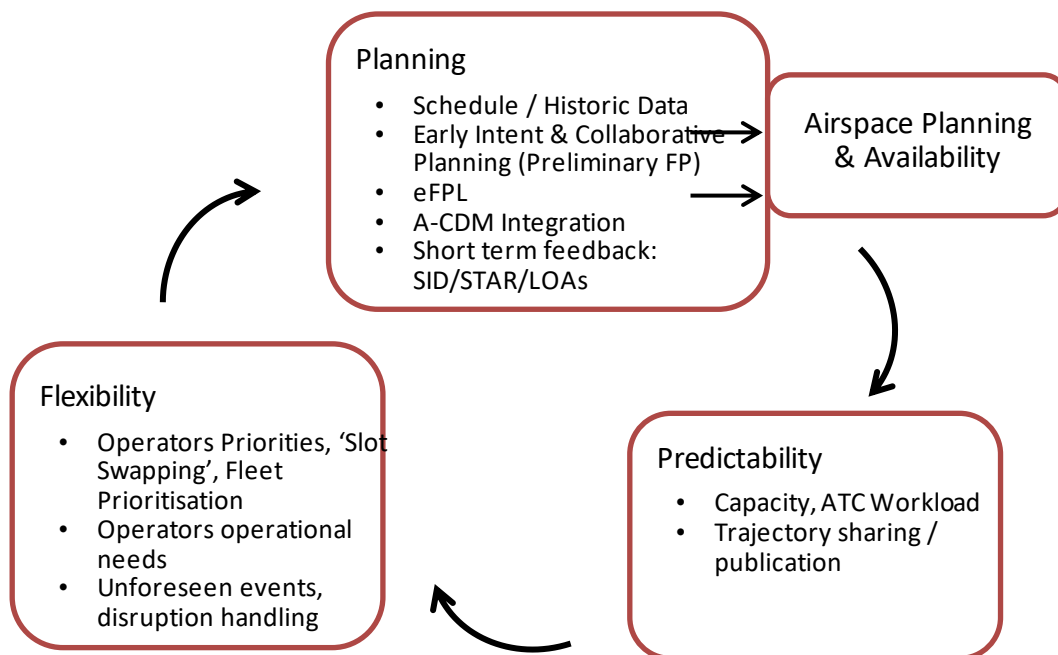 Planning
• Schedule / Historic Data
• Early Intent & Collaborative
Planning (Preliminary FP)
• eFPL
• A-CDM Integration
• Short term feedback:
SID/STAR/LOAs
Airspace Planning
& Availability
Flexibility
• Operators Priorities, ‘Slot
Swapping’, Fleet
Prioritisation
• Operators operational
needs
• Unforeseen events,
disruption handling
Predictability
• Capacity, ATC Workload
• Trajectory sharing /
publication